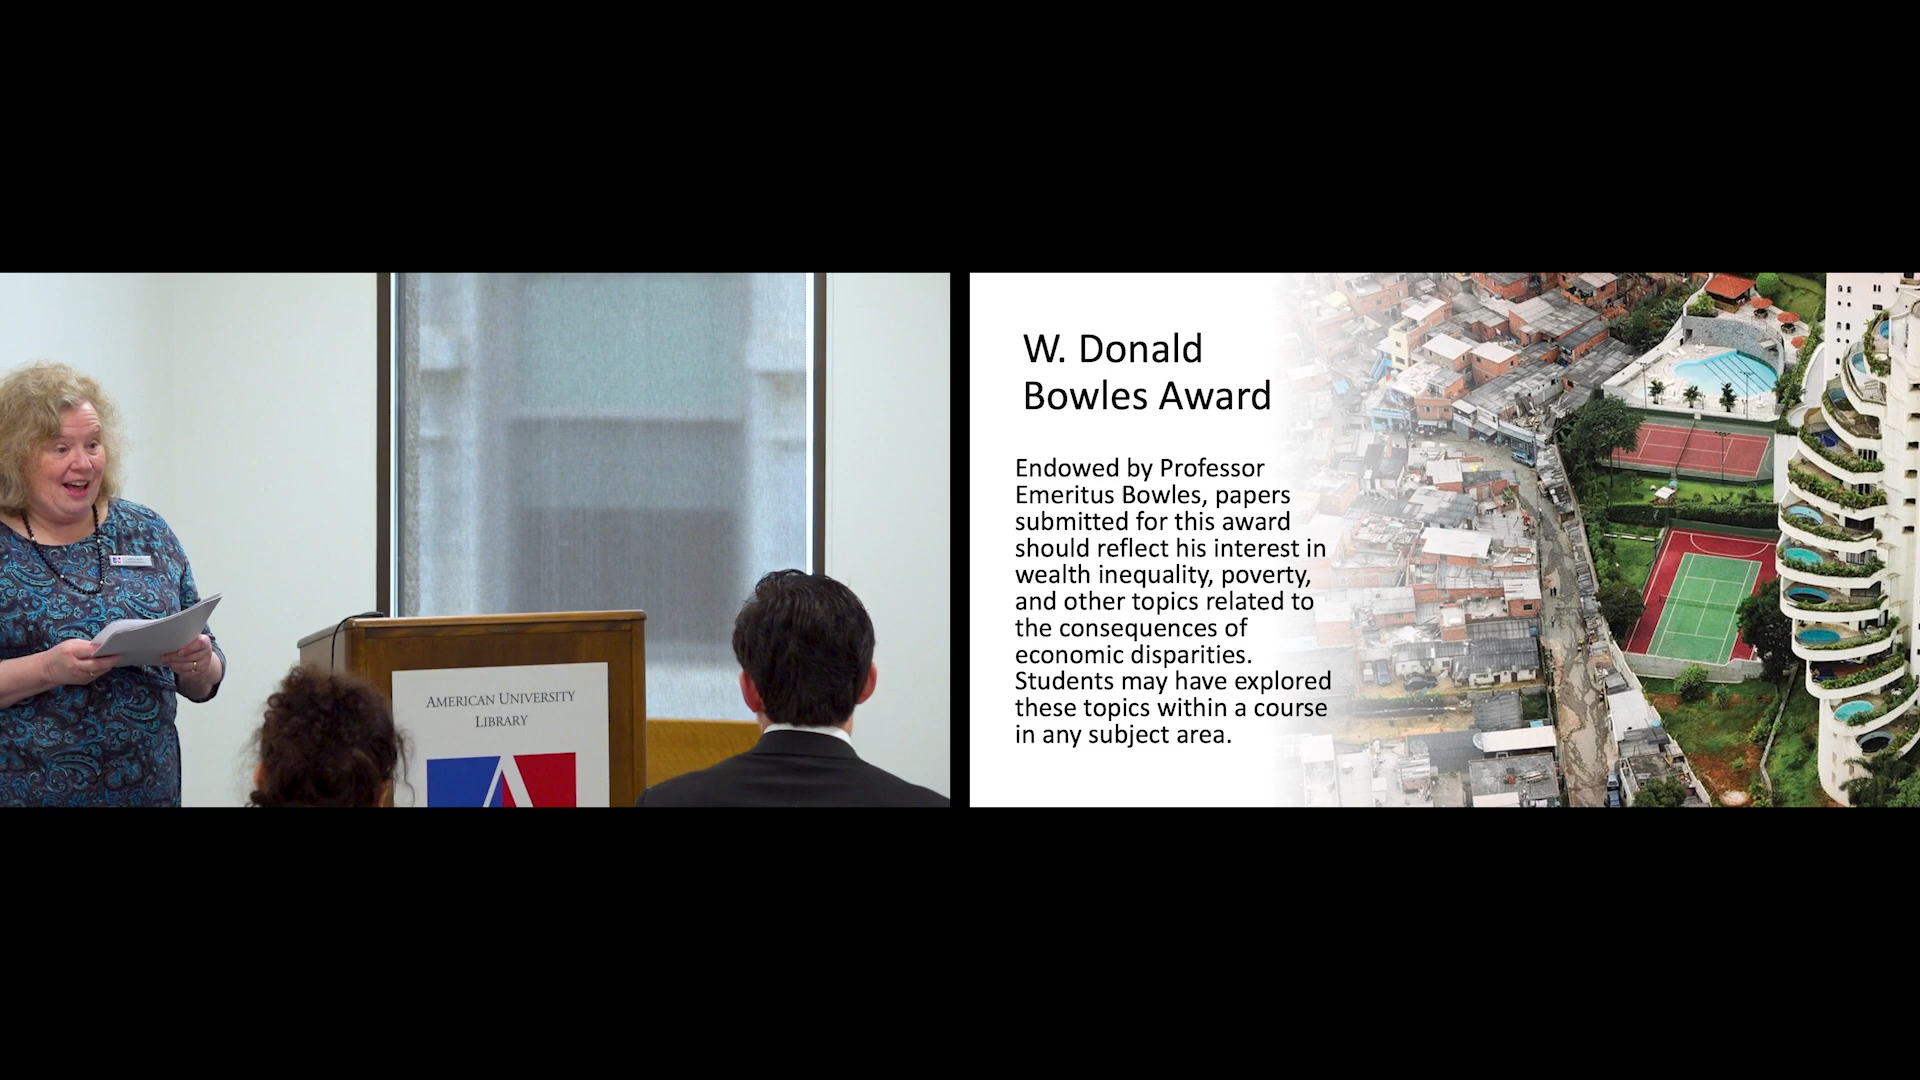 AMERICAN UNIVERSITY
LIBRARY
W. Donald
Bowles Award
Endowed by Professor
Emeritus Bowles, papers
submitted for this award
should reflect his interest in
wealth inequality, poverty,
and other topics related to
the consequences of
economic disparities.
Students may have explored
these topics within a course
in any subject area.